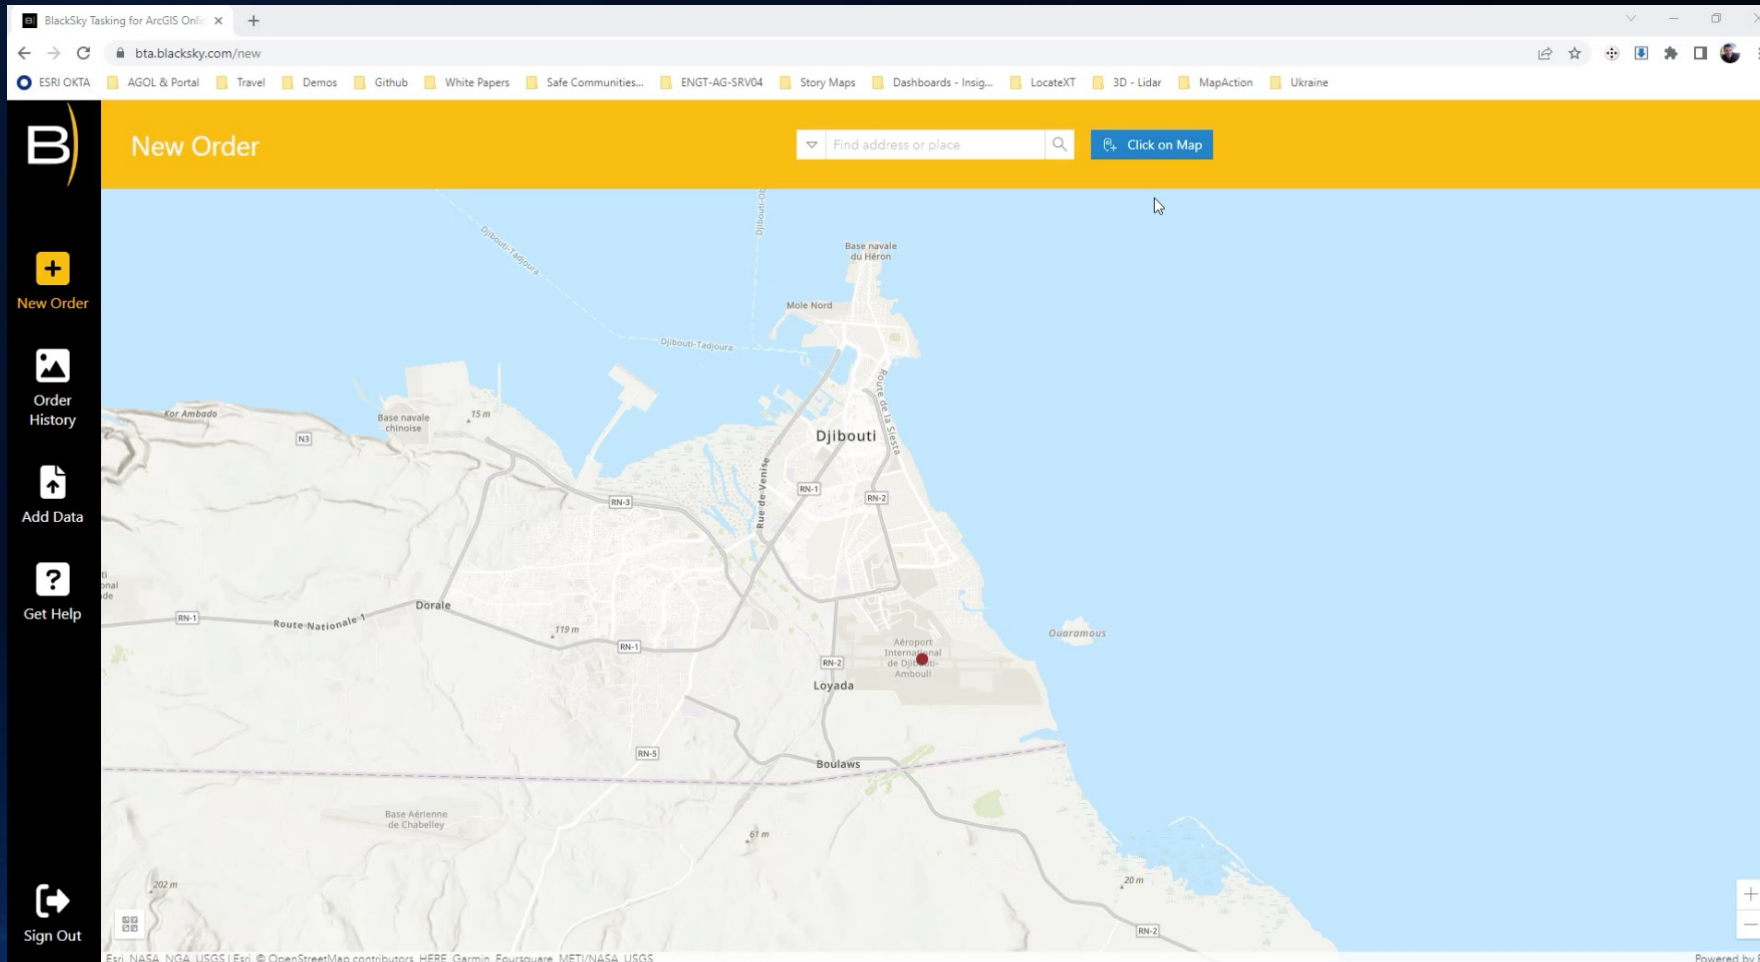 BlackSky Tasking for ArcGIS Onlin
bta.blacksky.com/new
ESRI OKTA
AGOL & Portal
Travel
Demos
Github
White Papers
Safe Communities...
ENGT-AG-SRV04
Story Maps
Dashboards - Insig...
LocateXT
3D - Lidar
MapAction
Ukraine
B)
New Order
Find address or place
Click on Map
New Order
Order
History
Add Data
Get Help
Sign Out
Djibouti-Tadjoura
Base navale
du Héron
Mole Nord
Djibouti-Tadjoura
Route de la Siesta
Kor Ambado
Base navale
chinoise
15 m
N3
Djibouti
RN-3
Rue de Venise
RN-1
RN-2
Dorale
RN-1
Route Nationale 1
119 m
RN-1
Ouaramous
Aéroport
International
de Djibouti-
Ambouli
RN-2
Loyada
RN-5
Boulaws
Base Aérienne
de Chabelley
61 m
202 m
20 m
RN-2
Esri, NASA, NGA, USGS | Esri, © OpenStreetMap contributors, HERE, Garmin, Foursquare, METI/NASA, USGS
Powered by